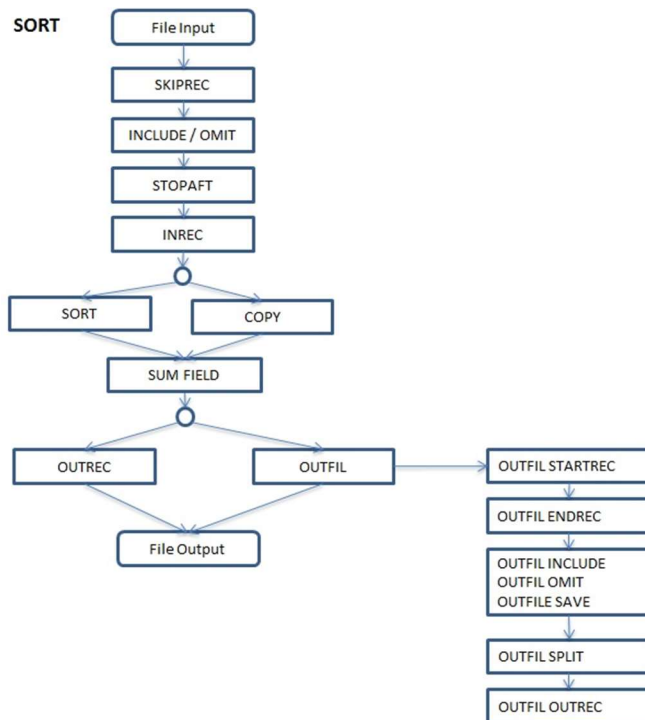 SORT
File Input
SKIPREC
INCLUDE / OMIT
STOPAFT
INREC
SORT
COPY
SUM FIELD
OUTREC
OUTFIL
File Output
OUTFIL STARTREC
OUTFIL ENDREC
OUTFIL INCLUDE
OUTFIL OMIT
OUTFILE SAVE
OUTFIL SPLIT
OUTFIL OUTREC